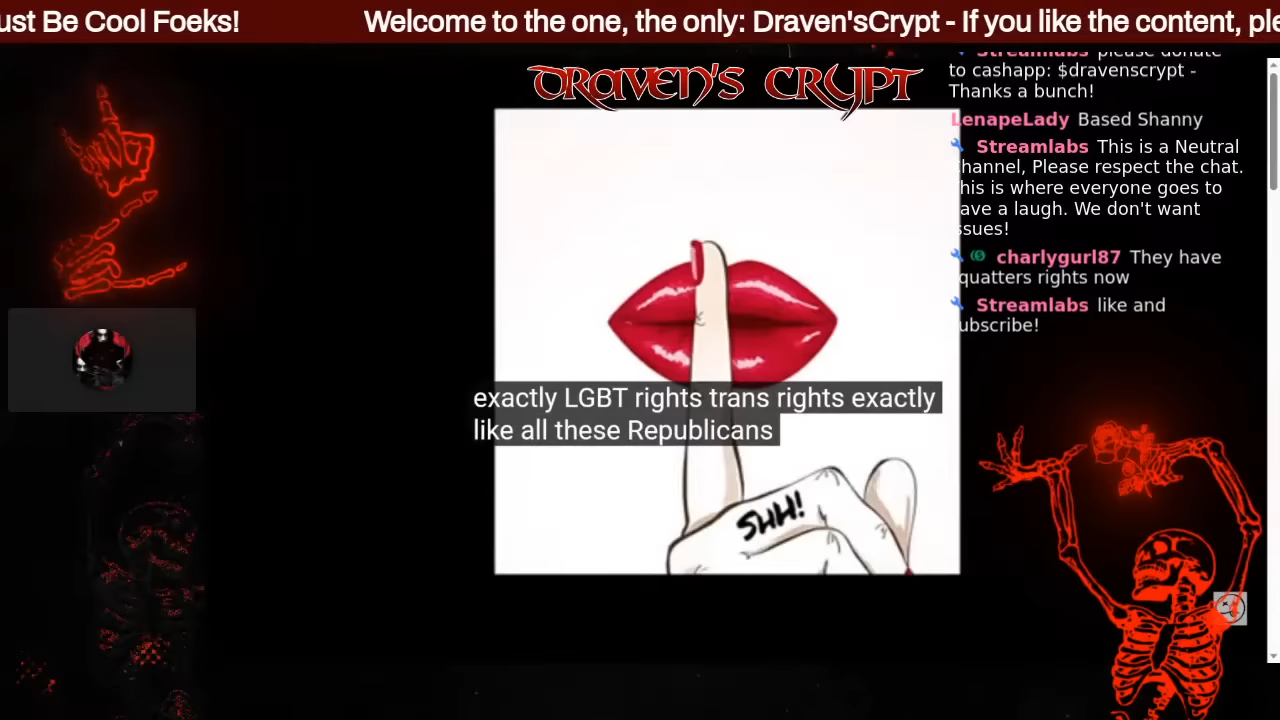 ust Be Cool Foeks! Welcome to the one, the only: Draven'sCrypt - If you like the content, ple
DRAVEN'S CRYPT
Streamlabs please donate
to cashapp: $dravenscrypt -
Thanks a bunch!
LenapeLady Based Shanny
Streamlabs This is a Neutral
hannel, Please respect the chat.
his is where everyone goes to
ave a laugh. We don't want
ssues!
charlygurl87 They have
quatters rights now
Streamlabs like and
ubscribe!
exactly LGBT rights trans rights exactly
like all these Republicans
SHH!